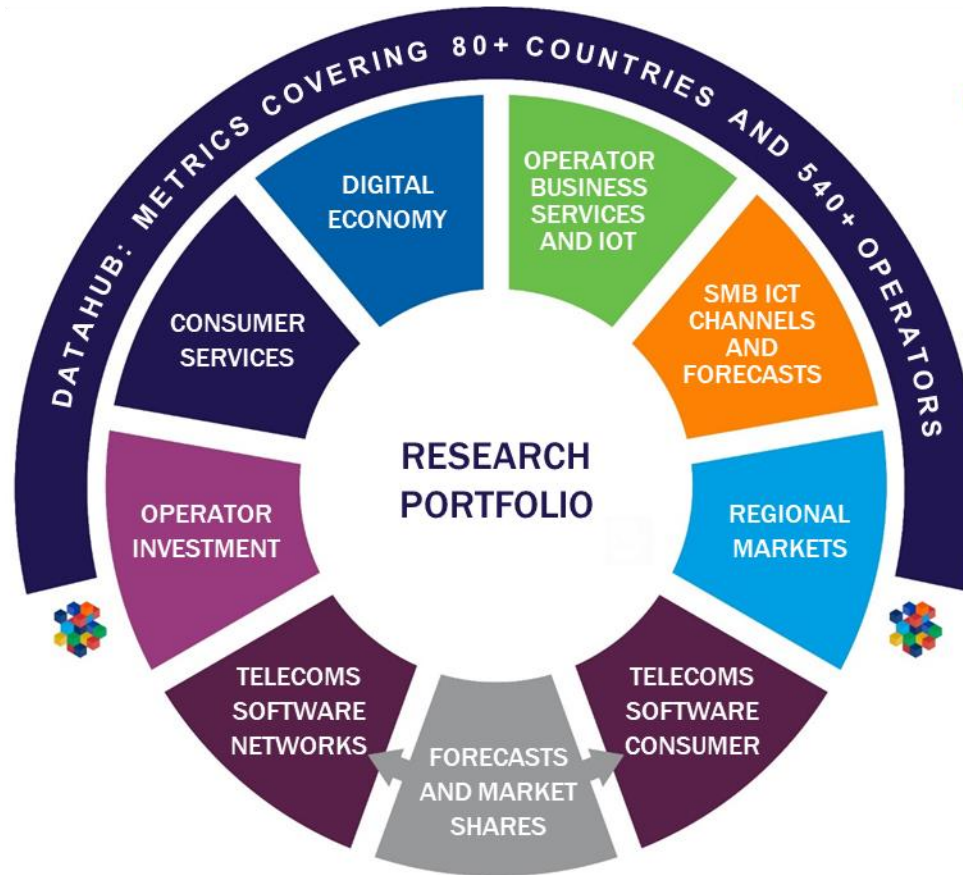 DATAHUB: METRICS COVERING 80+ COUNTRIES AND 540+ OPERATORS
DIGITAL
ECONOMY
OPERATOR
BUSINESS
SERVICES
AND IOT
SMB ICT
CHANNELS
AND
FORECASTS
CONSUMER
SERVICES
RESEARCH
PORTFOLIO
OPERATOR
INVESTMENT
REGIONAL
MARKETS
TELECOMS
SOFTWARE
NETWORKS
FORECASTS
AND MARKET
SHARES
TELECOMS
SOFTWARE
CONSUMER